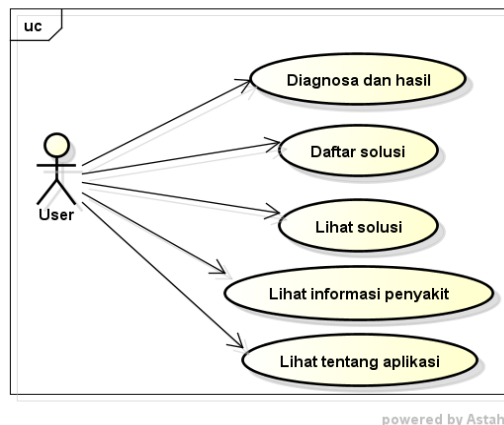 uc
Diagnosa dan hasil
Daftar solusi
Lihat solusi
User
Lihat informasi penyakit
Lihat tentang aplikasi
powered by Astah